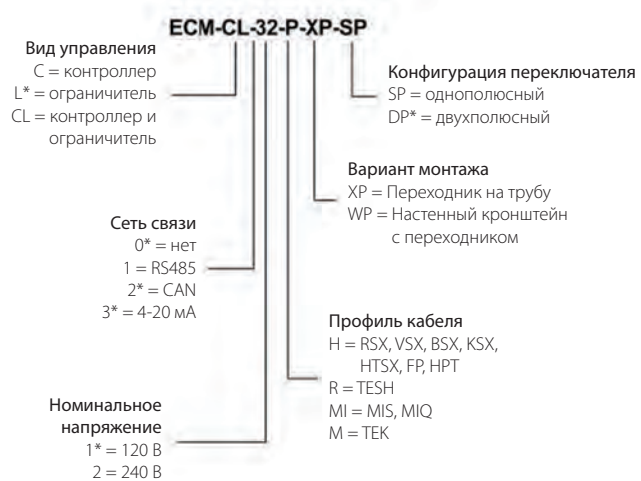 ECM-CL-32-P-XP-SP
Вид управления
C = контроллер
L* = ограничитель
CL = контроллер и
ограничитель
Сеть связи
0* = нет
1 = RS485
2* = CAN
3* = 4-20 мА
Номинальное
напряжение
1* = 120 В
2 = 240 В
Конфигурация переключателя
SP = однополюсный
DP* = двухполюсный
Вариант монтажа
XP = Переходник на трубу
WP = Настенный кронштейн
с переходником
Профиль кабеля
H = RSX, VSX, BSX, KSX,
HTSX, FP, HPT
R = TESH
MI = MIS, MIQ
M = TEK